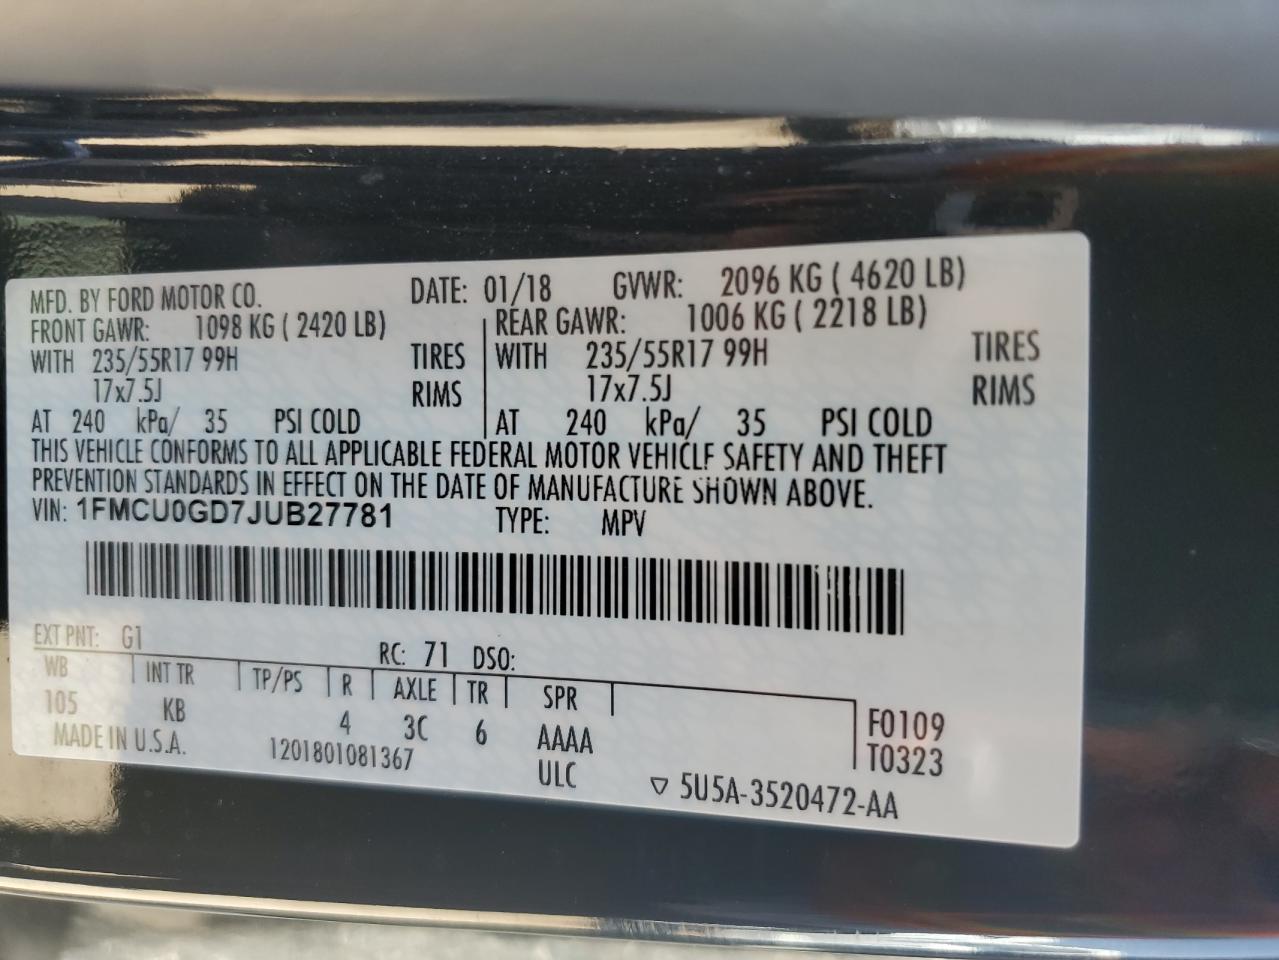 MFD. BY FORD MOTOR CO. DATE: 01/18 GVWR: 2096 KG ( 4620 LB)
FRONT GAWR: 1098 KG ( 2420 LB) REAR GAWR: 1006 KG ( 2218 LB)
WITH 235/55R17 99H TIRES WITH 235/55R17 99H TIRES
17x7.5J RIMS 17x7.5J RIMS
AT 240 kPa/ 35 PSI COLD AT 240 kPa/ 35 PSI COLD
THIS VEHICLE CONFORMS TO ALL APPLICABLE FEDERAL MOTOR VEHICLE SAFETY AND THEFT
PREVENTION STANDARDS IN EFFECT ON THE DATE OF MANUFACTURE SHOWN ABOVE.
VIN: 1FMCU0GD7JUB27781 TYPE: MPV
EXT PNT: G1 RC: 71 DSO:
WB INT TR TP/PS R AXLE TR SPR
105 KB 4 3C 6 AAAA F0109
MADE IN U.S.A. 1201801081367 ULC T0323
▽ 5U5A-3520472-AA